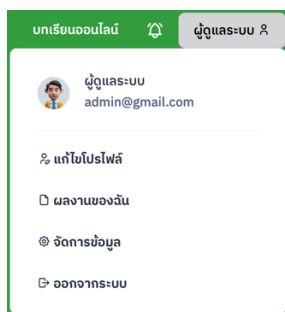 บทเรียนออนไลน์ ผู้ดูแลระบบ
ผู้ดูแลระบบ
admin@gmail.com
แก้ไขโปรไฟล์
ผลงานของฉัน
จัดการข้อมูล
ออกจากระบบ